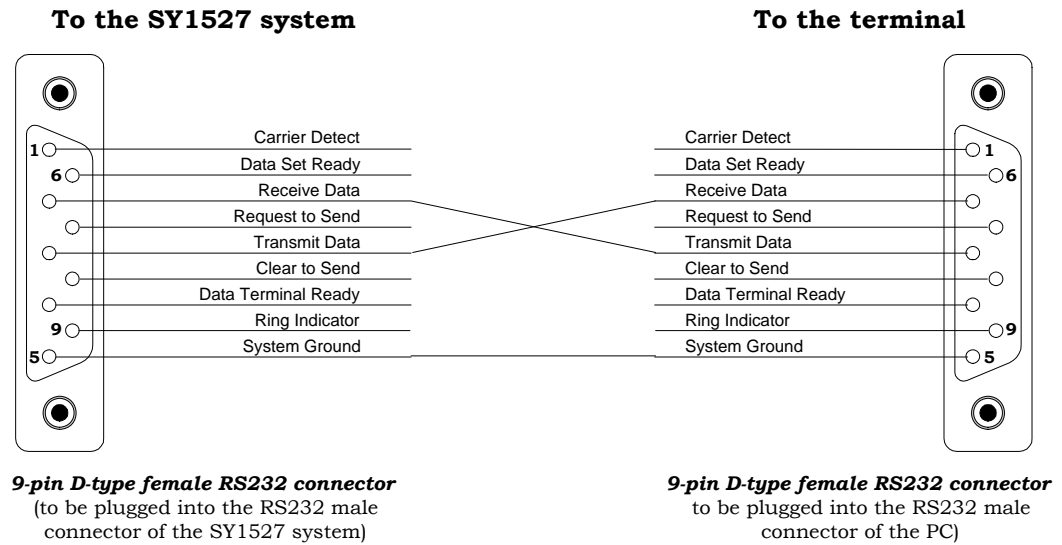 To the SY1527 system
To the terminal
Carrier Detect
Data Set Ready
Receive Data
Request to Send
Transmit Data
Clear to Send
Data Terminal Ready
Ring Indicator
System Ground
1
6
9
5
Carrier Detect
Data Set Ready
Receive Data
Request to Send
Transmit Data
Clear to Send
Data Terminal Ready
Ring Indicator
System Ground
1
6
9
5
9-pin D-type female RS232 connector
(to be plugged into the RS232 male
connector of the SY1527 system)
9-pin D-type female RS232 connector
to be plugged into the RS232 male
connector of the PC)